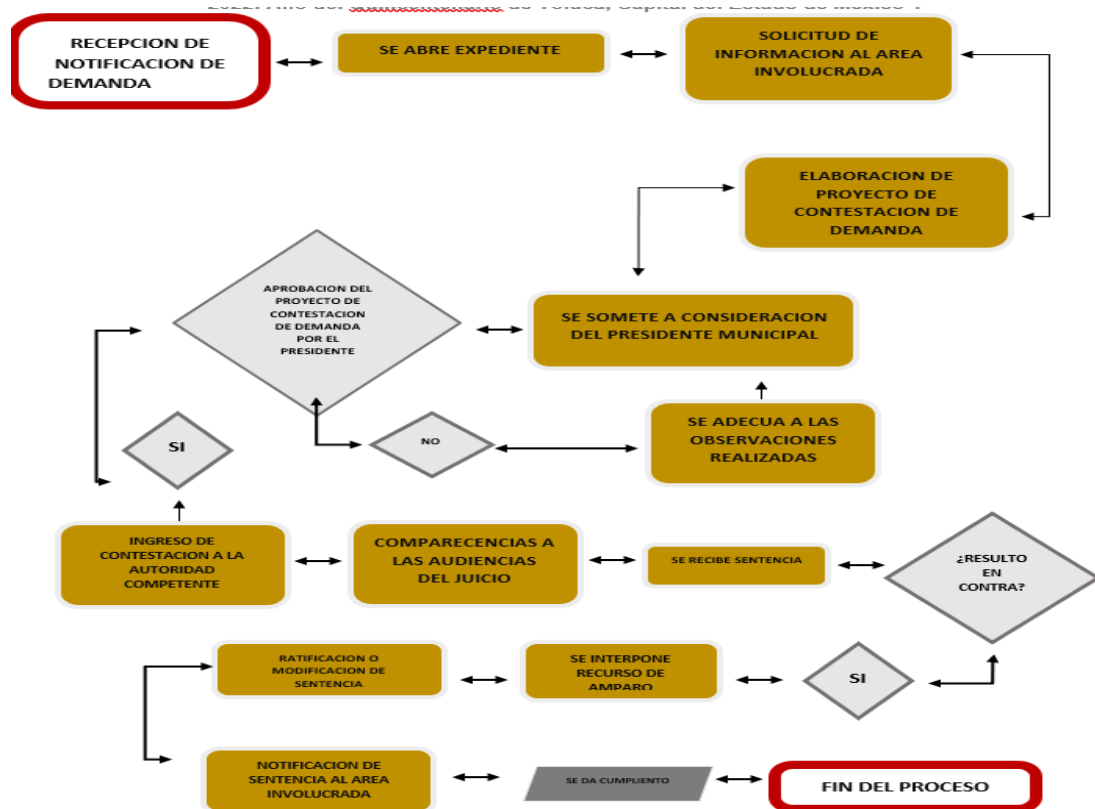 RECEPCION DE
NOTIFICACION DE
DEMANDA
SE ABRE EXPEDIENTE
SOLICITUD DE
INFORMACION AL AREA
INVOLUCRADA
ELABORACION DE
PROYECTO DE
CONTESTACION DE
DEMANDA
APROBACION DEL
PROYECTO DE
CONTESTACION
DE DEMANDA
POR EL
PRESIDENTE
SE SOMETE A CONSIDERACION
DEL PRESIDENTE MUNICIPAL
SI
NO
SE ADECUA A LAS
OBSERVACIONES
REALIZADAS
INGRESO DE
CONTESTACION A LA
AUTORIDAD
COMPETENTE
COMPARECENCIAS A
LAS AUDIENCIAS
DEL JUICIO
SE RECIBE SENTENCIA
¿RESULTO
EN
CONTRA?
RATIFICACION O
MODIFICACION DE
SENTENCIA
SE INTERPONE
RECURSO DE
AMPARO
SI
NOTIFICACION DE
SENTENCIA AL AREA
INVOLUCRADA
SE DA CUMPLIENTO
FIN DEL PROCESO